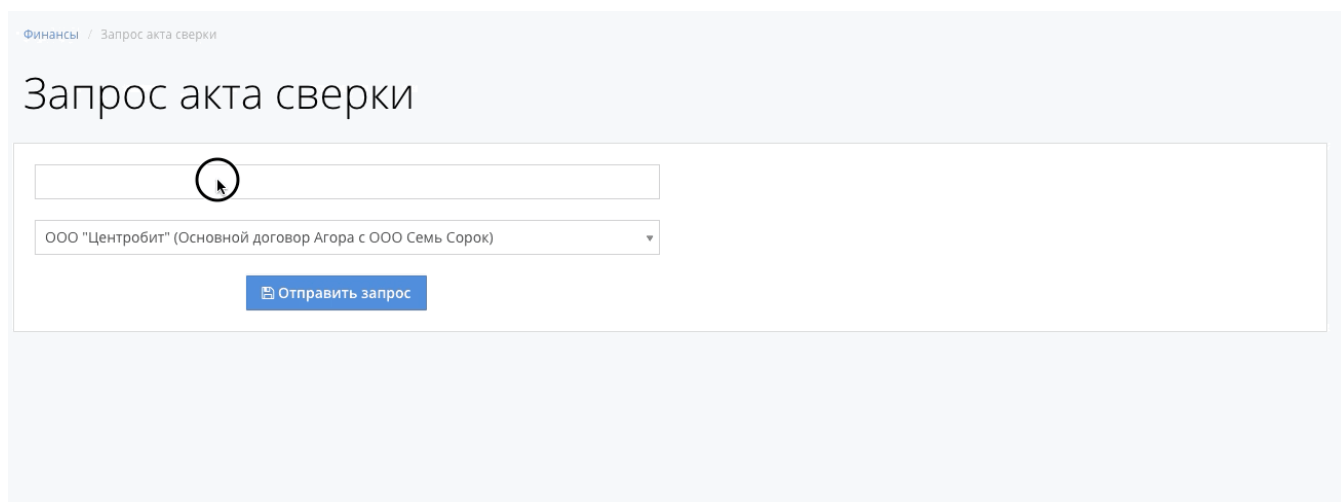 Финансы / Запрос акта сверки
Запрос акта сверки
ООО "Центробит" (Основной договор Агора с ООО Семь Сорок)
Отправить запрос